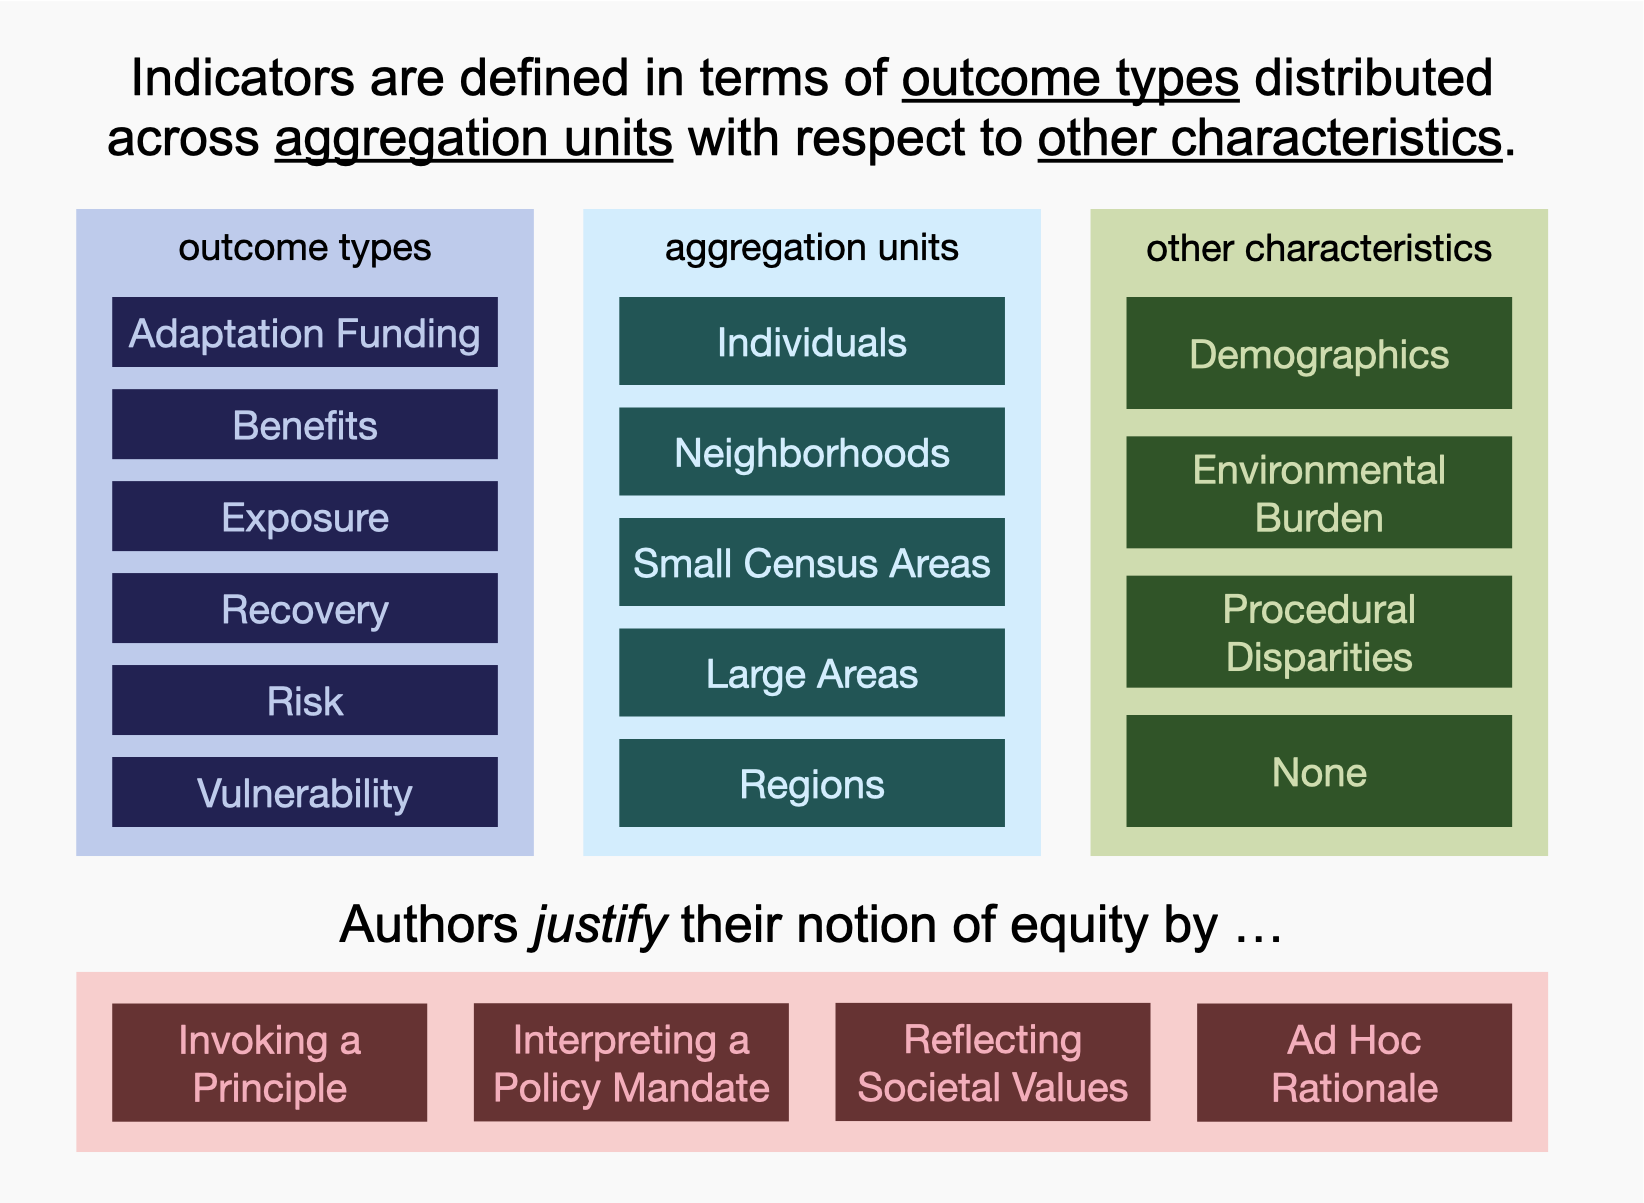 Indicators are defined in terms of outcome types distributed
across aggregation units with respect to other characteristics.
outcome types
Adaptation Funding
Benefits
Exposure
Recovery
Risk
Vulnerability
aggregation units
Individuals
Neighborhoods
Small Census Areas
Large Areas
Regions
other characteristics
Demographics
Environmental
Burden
Procedural
Disparities
None
Authors justify their notion of equity by …
Invoking a
Principle
Interpreting a
Policy Mandate
Reflecting
Societal Values
Ad Hoc
Rationale